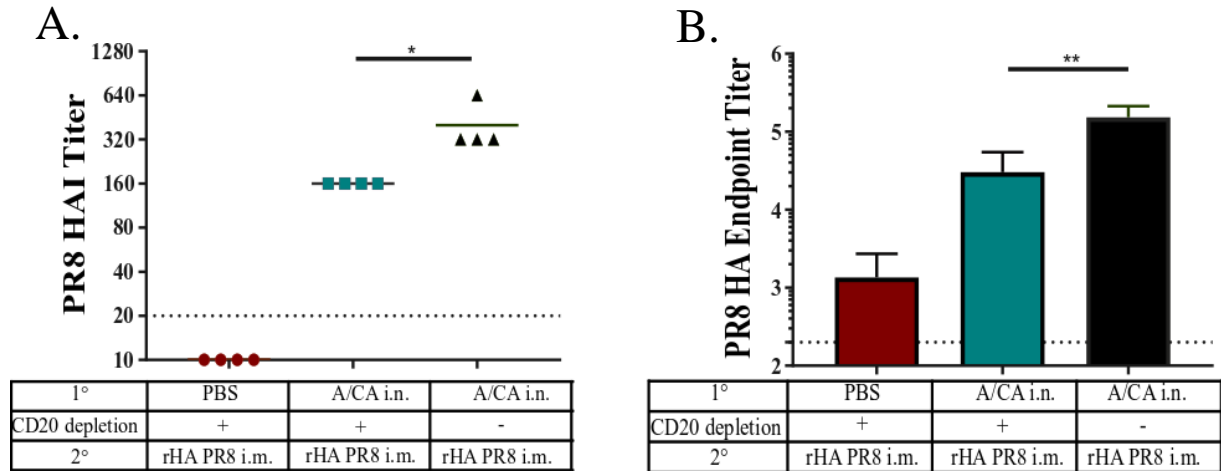 A.
PR8 HAI Titer
1280
640
320
160
80
40
20
10
*
1° PBS A/CA i.n. A/CA i.n.
CD20 depletion + + -
2° rHA PR8 i.m. rHA PR8 i.m. rHA PR8 i.m.
B.
PR8 HA Endpoint Titer
6
5
4
3
2
**
1° PBS A/CA i.n. A/CA i.n.
CD20 depletion + + -
2° rHA PR8 i.m. rHA PR8 i.m. rHA PR8 i.m.